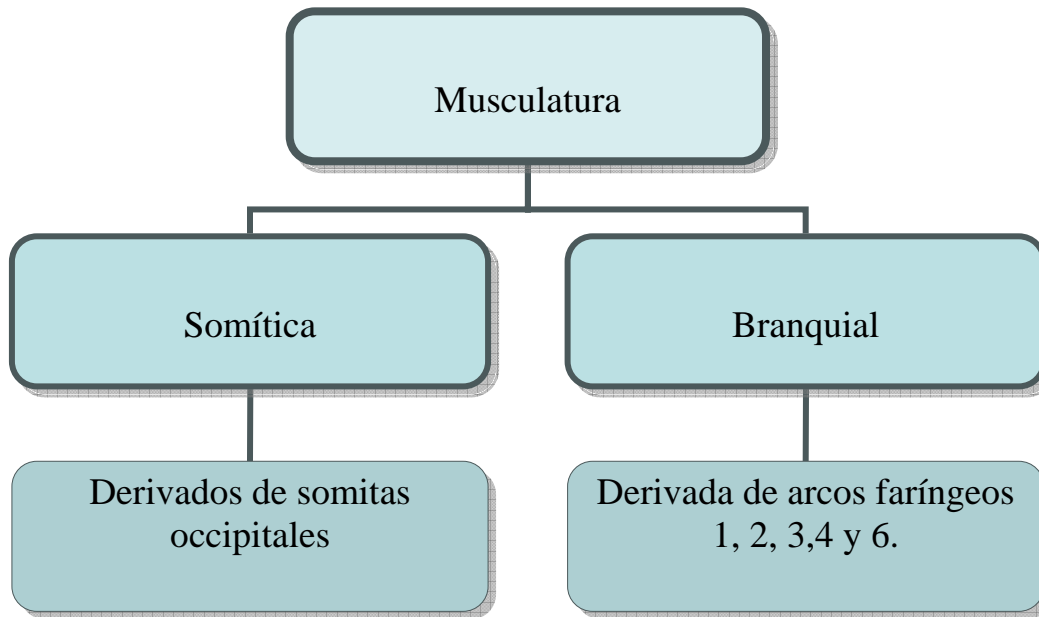 Musculatura
Somítica
Branquial
Derivados de somitas
occipitales
Derivada de arcos faríngeos
1, 2, 3,4 y 6.